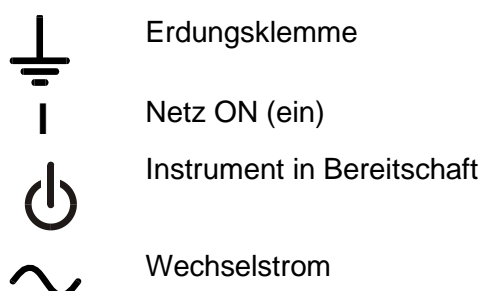 Erdungsklemme
Netz ON (ein)
Instrument in Bereitschaft
Wechselstrom